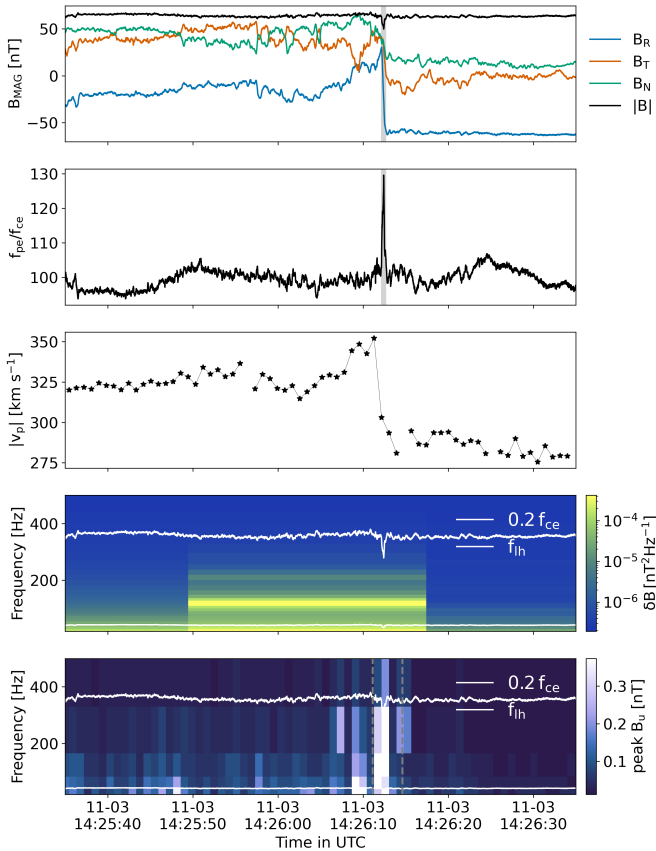 50
0
−50
B_MAG [nT]
B_R
B_T
B_N
|B|
130
120
110
100
f_pe/f_ce
350
325
300
275
|v_p| [km s⁻¹]
400
200
Frequency [Hz]
0.2 f_ce
f_lh
10⁻⁴
10⁻⁵
10⁻⁶
δB [nT²Hz⁻¹]
400
200
Frequency [Hz]
0.2 f_ce
f_lh
0.3
0.2
0.1
peak B_u [nT]
11-03 11-03 11-03 11-03 11-03 11-03
14:25:40 14:25:50 14:26:00 14:26:10 14:26:20 14:26:30
Time in UTC